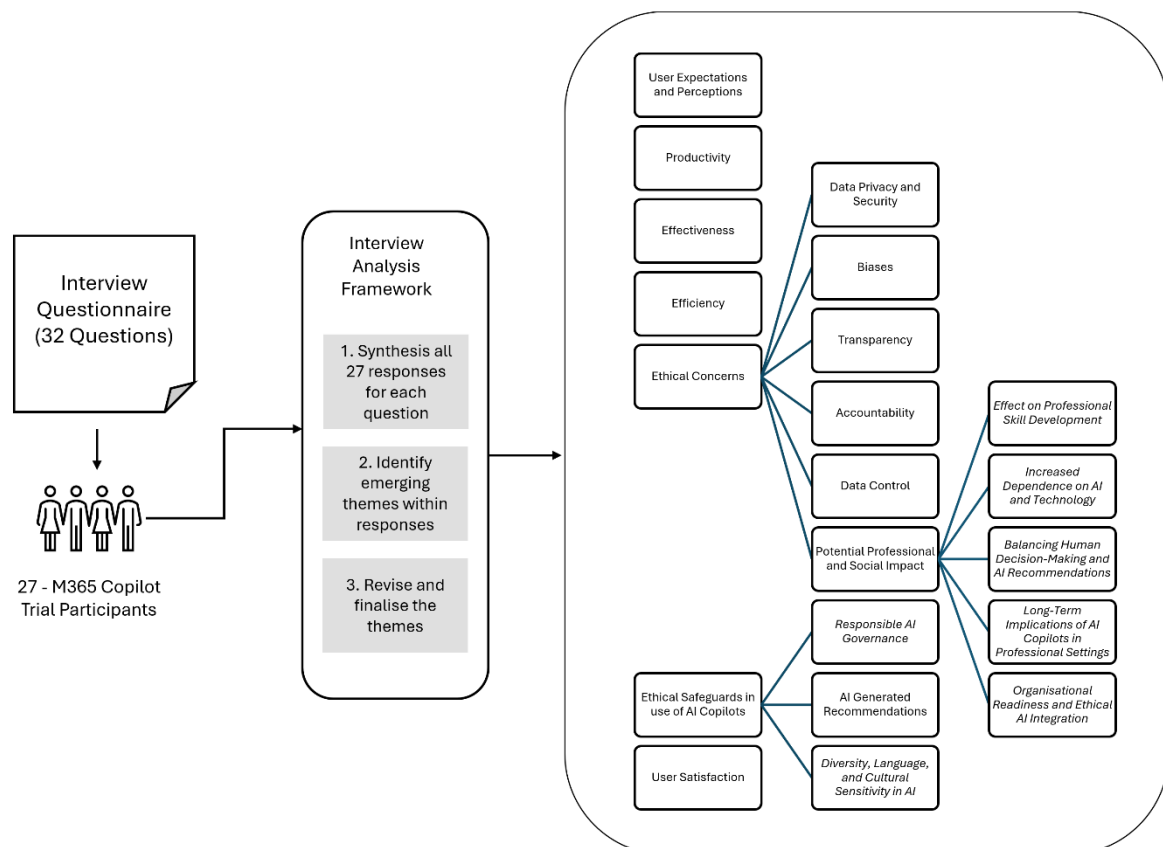 Interview
Questionnaire
(32 Questions)
27 - M365 Copilot
Trial Participants
Interview
Analysis
Framework
1. Synthesis all
27 responses
for each
question
2. Identify
emerging
themes within
responses
3. Revise and
finalise the
themes
User Expectations
and Perceptions
Productivity
Effectiveness
Efficiency
Ethical Concerns
Ethical Safeguards in
use of AI Copilots
User Satisfaction
Data Privacy and
Security
Biases
Transparency
Accountability
Data Control
Potential Professional
and Social Impact
Responsible AI
Governance
AI Generated
Recommendations
Diversity, Language,
and Cultural
Sensitivity in AI
Effect on Professional
Skill Development
Increased
Dependence on AI
and Technology
Balancing Human
Decision-Making and
AI Recommendations
Long-Term
Implications of AI
Copilots in
Professional Settings
Organisational
Readiness and Ethical
AI Integration